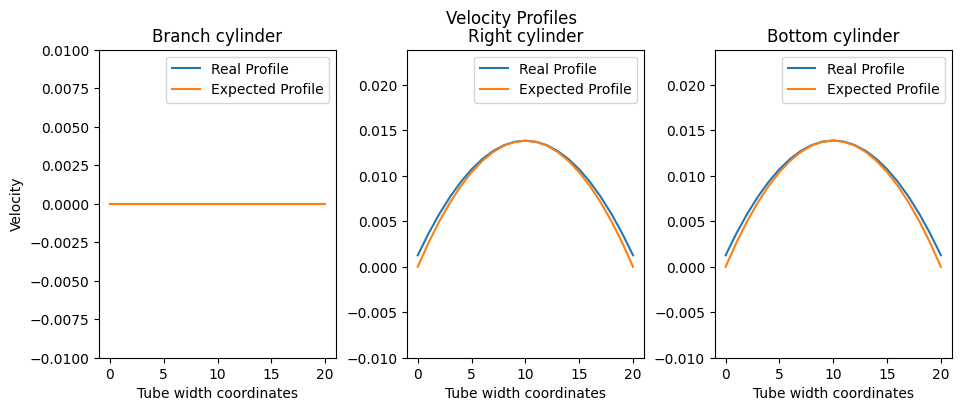 Velocity Profiles
Branch cylinder
Real Profile
Expected Profile
0.0100
0.0075
0.0050
0.0025
0.0000
−0.0025
−0.0050
−0.0075
−0.0100
Velocity
0 5 10 15 20
Tube width coordinates
Right cylinder
Real Profile
Expected Profile
0.020
0.015
0.010
0.005
0.000
−0.005
−0.010
0 5 10 15 20
Tube width coordinates
Bottom cylinder
Real Profile
Expected Profile
0.020
0.015
0.010
0.005
0.000
−0.005
−0.010
0 5 10 15 20
Tube width coordinates